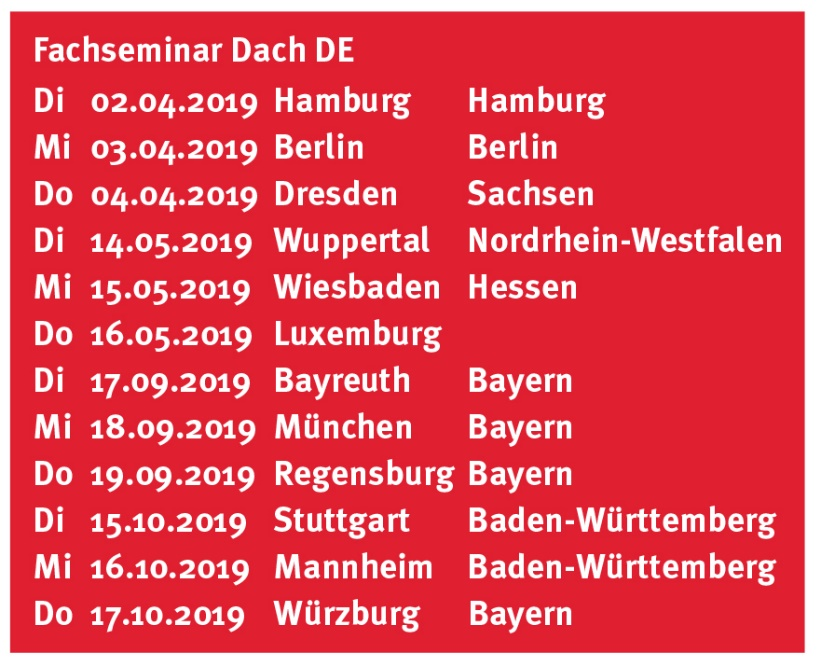 Fachseminar Dach DE
Di 02.04.2019 Hamburg Hamburg
Mi 03.04.2019 Berlin Berlin
Do 04.04.2019 Dresden Sachsen
Di 14.05.2019 Wuppertal Nordrhein-Westfalen
Mi 15.05.2019 Wiesbaden Hessen
Do 16.05.2019 Luxemburg
Di 17.09.2019 Bayreuth Bayern
Mi 18.09.2019 München Bayern
Do 19.09.2019 Regensburg Bayern
Di 15.10.2019 Stuttgart Baden-Württemberg
Mi 16.10.2019 Mannheim Baden-Württemberg
Do 17.10.2019 Würzburg Bayern